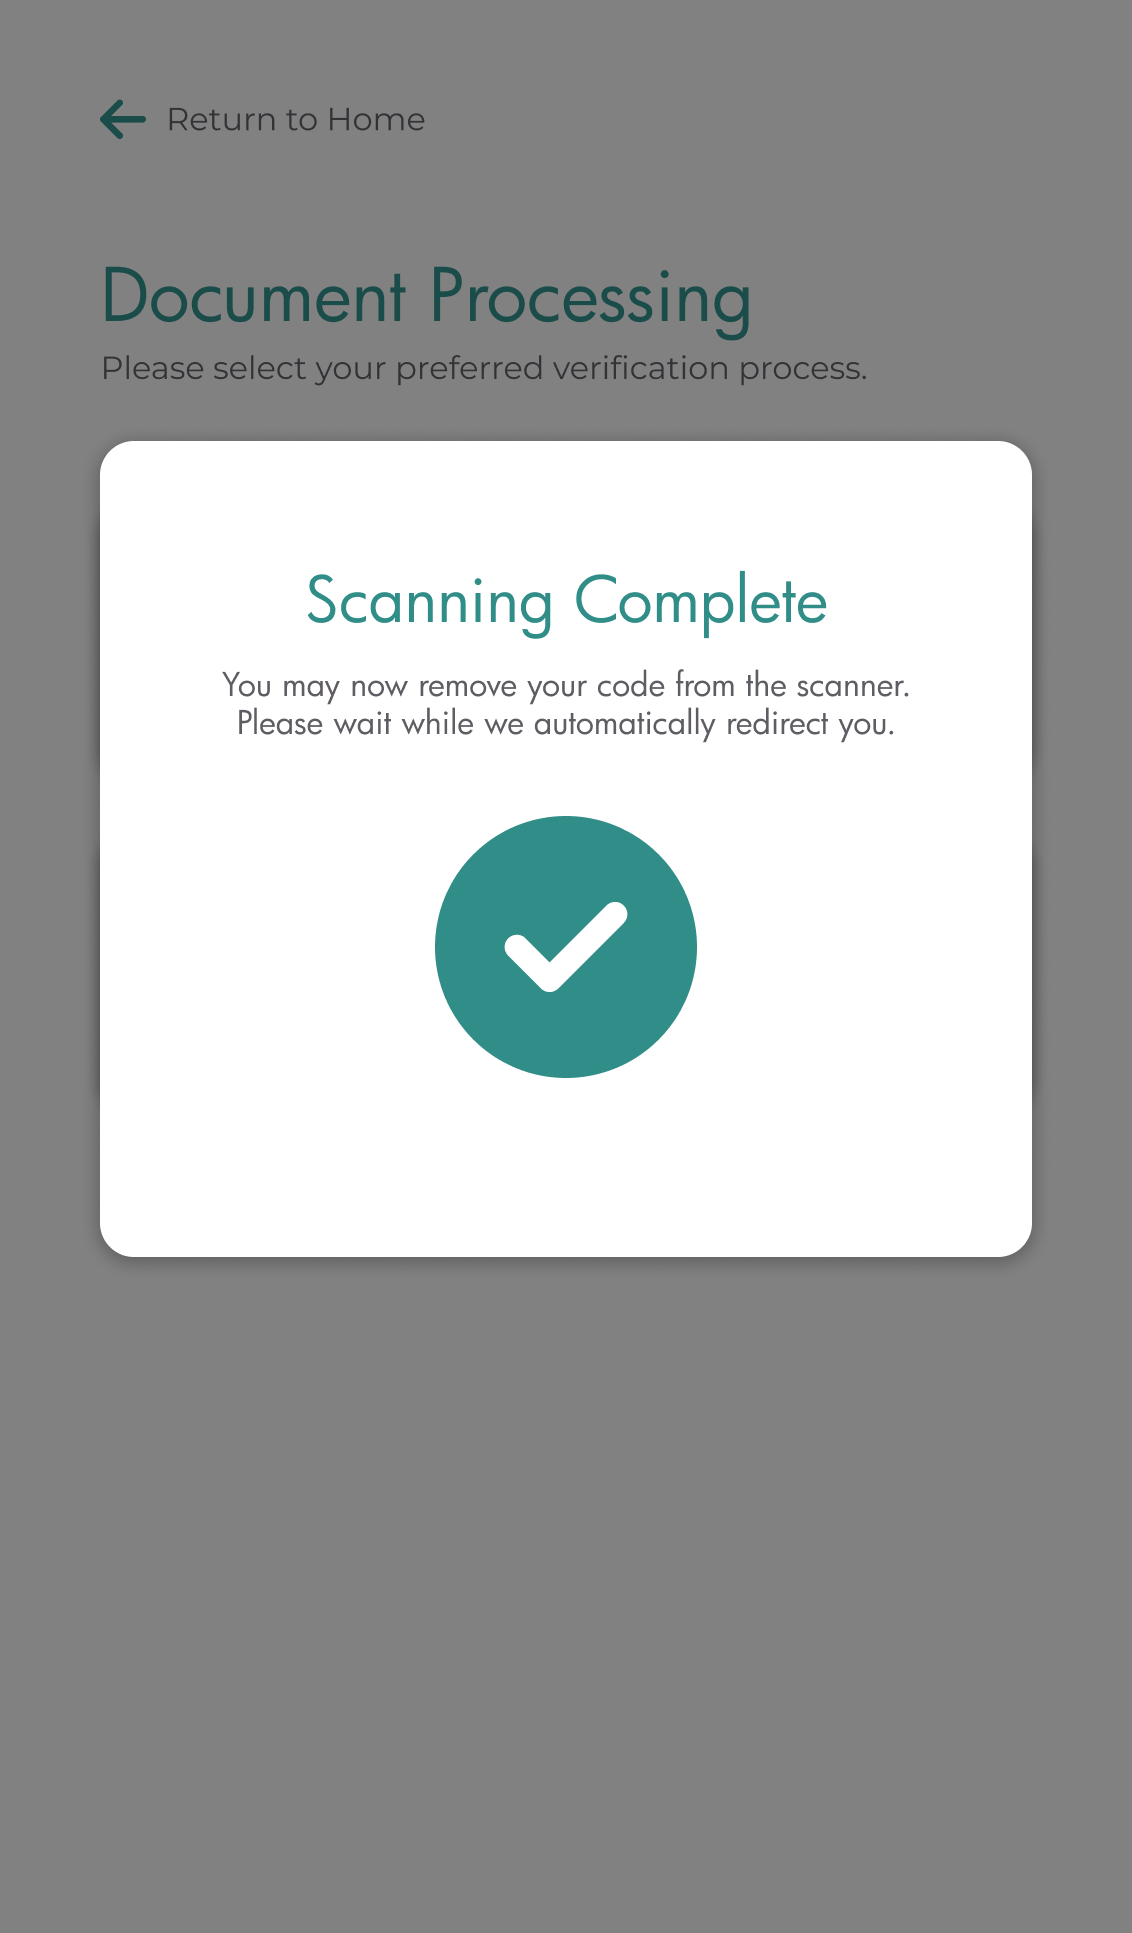 Return to Home
Document Processing
Please select your preferred verification process.
Scanning Complete
You may now remove your code from the scanner.
Please wait while we automatically redirect you.